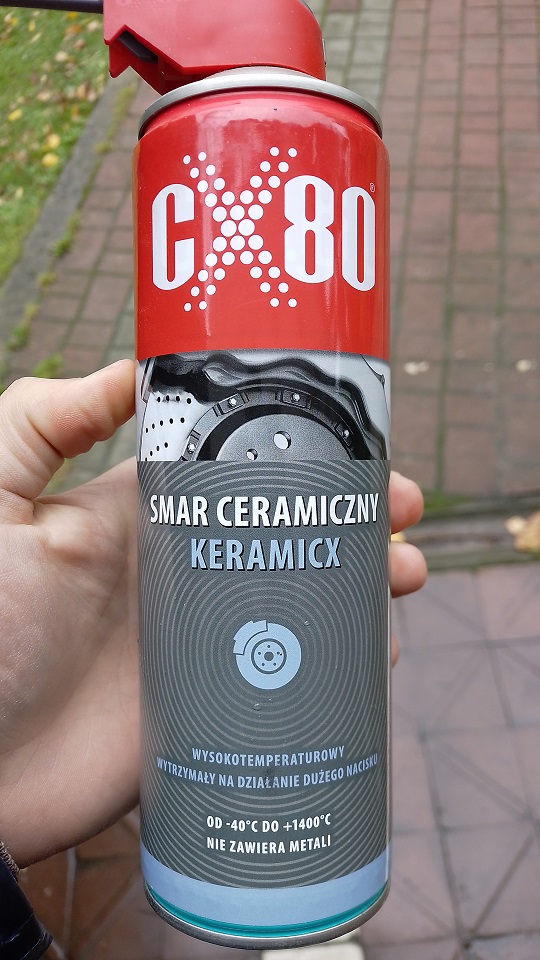 CX80®
SMAR CERAMICZNY
KERAMICX
WYSOKOTEMPERATUROWY
WYTRZYMAŁY NA DZIAŁANIE DUŻEGO NACISKU
OD -40°C DO +1400°C
NIE ZAWIERA METALI